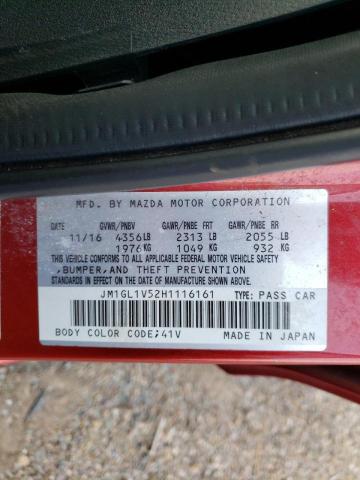 MFD. BY MAZDA MOTOR CORPORATION
DATE GVWR/PNBV GAWR/PNBE FR GAWR/PNBE RR
11/16 4356LB 2313 LB 2055 LB
1976KG 1049 KG 932 KG
THIS VEHICLE CONFORMS TO ALL APPLICABLE FEDERAL MOTOR VEHICLE SAFETY
,BUMPER,AND THEFT PREVENTION
STANDARDS IN EFFECT ON THE DATE OF MANUFACTURE SHOWN ABOVE.
JM1GL1V52H1116161 TYPE: PASS CAR
BODY COLOR CODE;41V MADE IN JAPAN